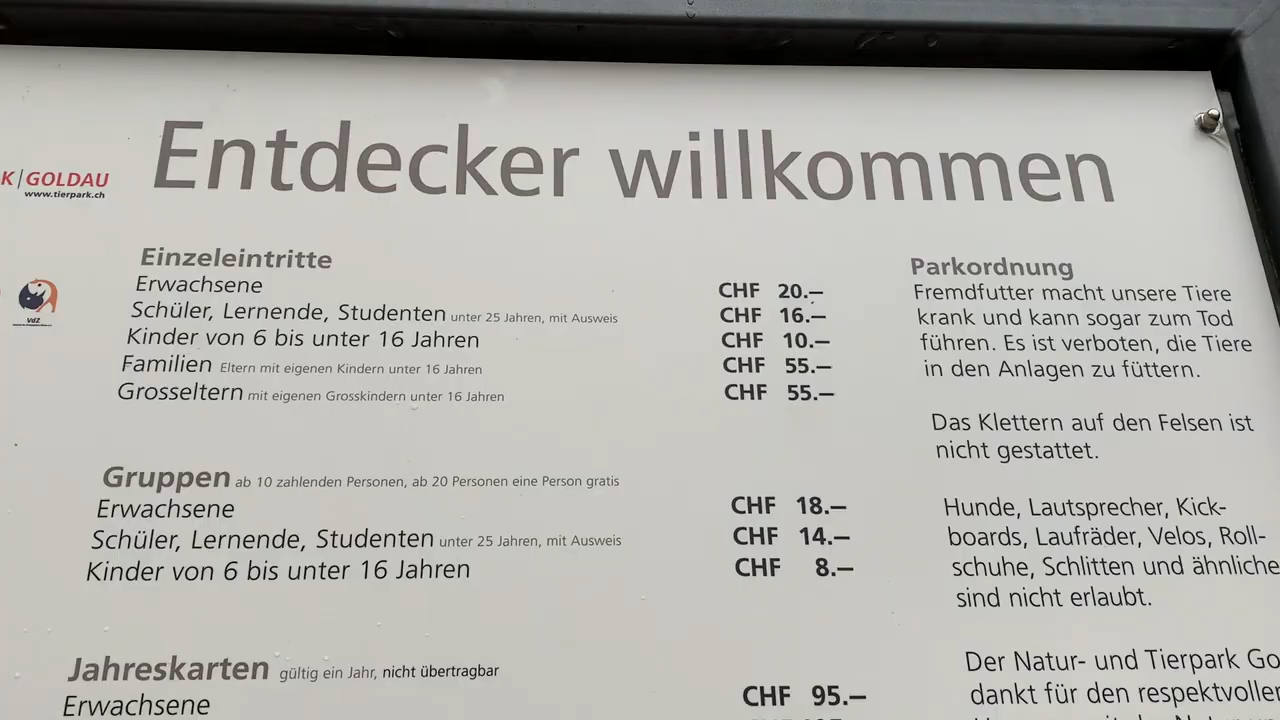 Entdecker willkommen
K|GOLDAU
www.tierpark.ch
VdZ
Einzeleintritte
Erwachsene CHF 20.–
Schüler, Lernende, Studenten unter 25 Jahren, mit Ausweis CHF 16.–
Kinder von 6 bis unter 16 Jahren CHF 10.–
Familien Eltern mit eigenen Kindern unter 16 Jahren CHF 55.–
Grosseltern mit eigenen Grosskindern unter 16 Jahren CHF 55.–
Gruppen ab 10 zahlenden Personen, ab 20 Personen eine Person gratis
Erwachsene CHF 18.–
Schüler, Lernende, Studenten unter 25 Jahren, mit Ausweis CHF 14.–
Kinder von 6 bis unter 16 Jahren CHF 8.–
Jahreskarten gültig ein Jahr, nicht übertragbar
Erwachsene CHF 95.–
Parkordnung
Fremdfutter macht unsere Tiere
krank und kann sogar zum Tod
führen. Es ist verboten, die Tiere
in den Anlagen zu füttern.
Das Klettern auf den Felsen ist
nicht gestattet.
Hunde, Lautsprecher, Kick-
boards, Laufräder, Velos, Roll-
schuhe, Schlitten und ähnliche
sind nicht erlaubt.
Der Natur- und Tierpark Go
dankt für den respektvoller